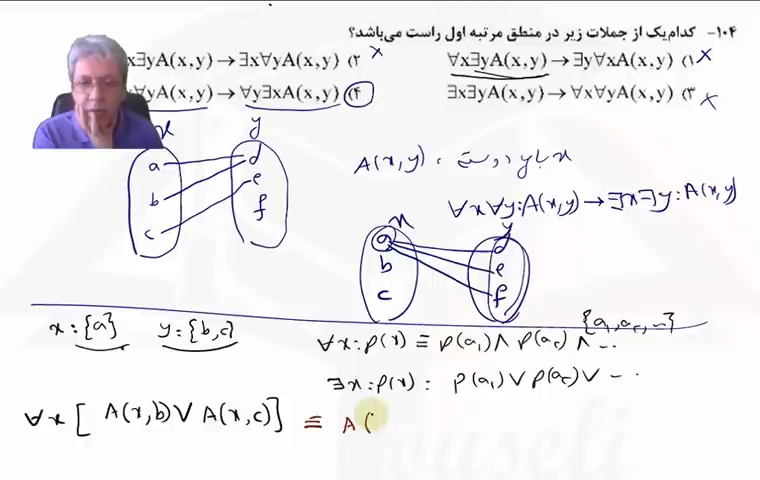 ۱۰۴- کدام‌یک از جملات زیر در منطق مرتبه اول راست می‌باشد؟
∀x∃yA(x,y)→∃y∀xA(x,y) (۱ x
x∃yA(x,y)→∃x∀yA(x,y) (۲ x
∃x∃yA(x,y)→∀x∀yA(x,y) (۳ x
yA(x,y)→∀y∃xA(x,y) (۴
x y
a d
b e
c f
A(x,y) : x با y دوست
∀x∀y:A(x,y)→∃x∃y:A(x,y)
x y
a d
b e
c f
x:{a} y:{b,c}
{a₁,a₂,...}
∀x:p(x) ≡ p(a₁)∧p(a₂)∧...
∃x:p(x): p(a₁)∨p(a₂)∨...
∀x[A(x,b)∨A(x,c)] ≡ A(